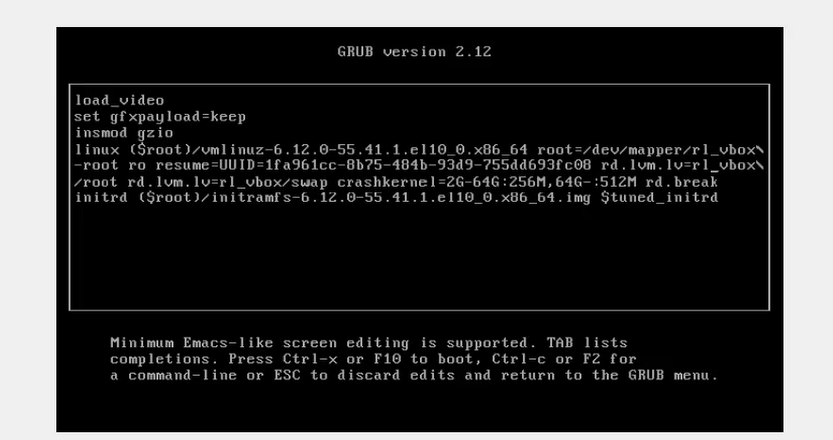 GRUB version 2.12
load_video
set gfxpayload=keep
insmod gzio
linux ($root)/vmlinuz-6.12.0-55.41.1.el10_0.x86_64 root=/dev/mapper/rl_vbox\
-root ro resume=UUID=1fa961cc-8b75-484b-93d9-755dd693fc08 rd.lvm.lv=rl_vbox\
/root rd.lvm.lv=rl_vbox/swap crashkernel=2G-64G:256M,64G-:512M rd.break
initrd ($root)/initramfs-6.12.0-55.41.1.el10_0.x86_64.img $tuned_initrd
Minimum Emacs-like screen editing is supported. TAB lists
completions. Press Ctrl-x or F10 to boot, Ctrl-c or F2 for
a command-line or ESC to discard edits and return to the GRUB menu.